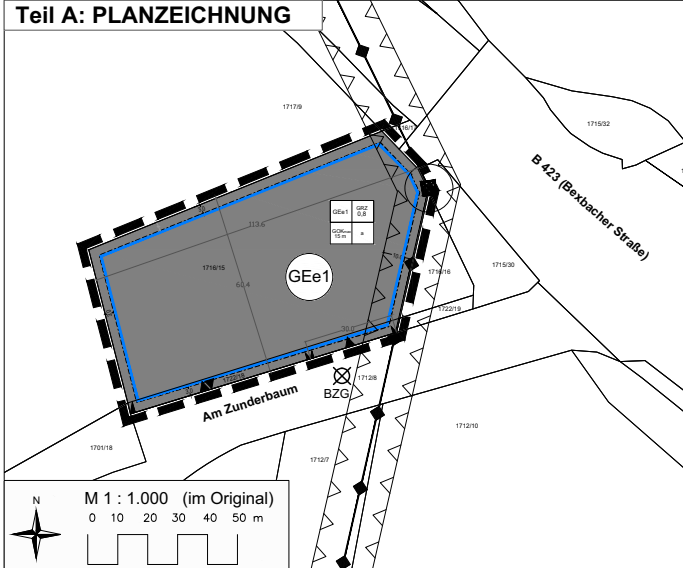 Teil A: PLANZEICHNUNG
1717/9
1715/32
B 423 (Bexbacher Straße)
GEe1
GRZ
0,8
GOKmax
15 m
a
113.6
1716/15
60.4
GEe1
1716/16
1715/30
1722/19
30.0
1712/8
BZG
Am Zunderbaum
1712/10
1701/18
1712/7
N
M 1 : 1.000 (im Original)
0 10 20 30 40 50 m